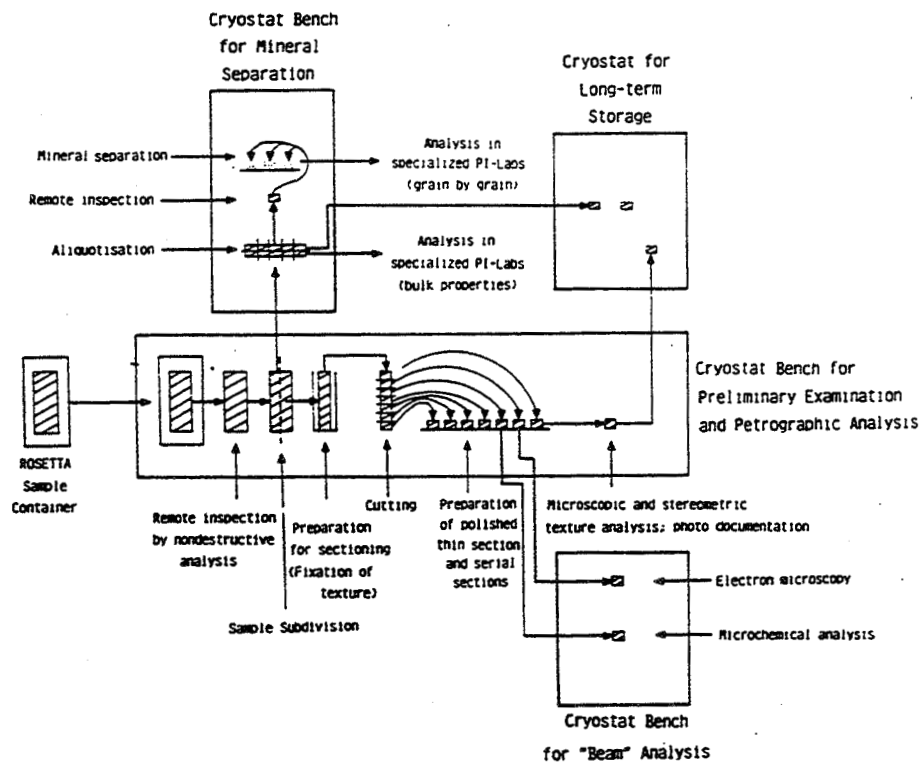 Cryostat Bench
for Mineral
Separation
Cryostat for
Long-term
Storage
Mineral separation
Remote inspection
Aliquotisation
Analysis in
specialized PI-Labs
(grain by grain)
Analysis in
specialized PI-Labs
(bulk properties)
ROSETTA
Sample
Container
Cryostat Bench for
Preliminary Examination
and Petrographic Analysis
Remote inspection
by nondestructive
analysis
Sample Subdivision
Preparation
for sectioning
(Fixation of
texture)
Cutting
Preparation
of polished
thin section
and serial
sections
Microscopic and stereometric
texture analysis; photo documentation
Electron microscopy
Microchemical analysis
Cryostat Bench
for "Beam" Analysis